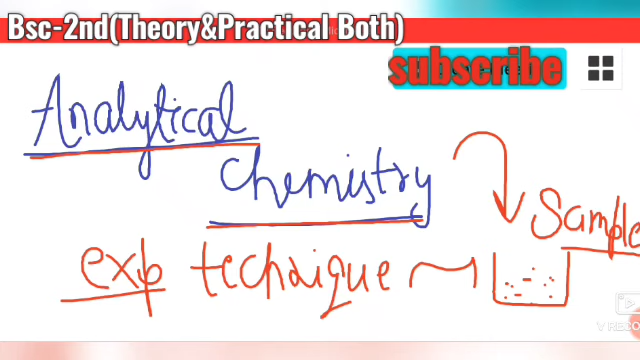 Bsc-2nd(Theory&Practical Both)
subscribe
Analytical
Chemistry
Sample
exp technique